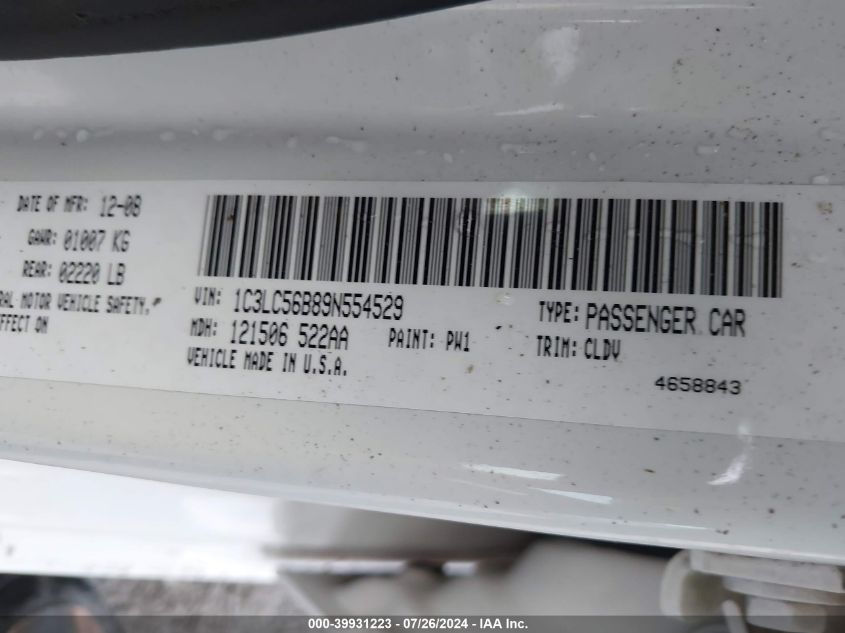 DATE OF MFR: 12-08
GAWR: 01007 KG
REAR: 02220 LB
RAL MOTOR VEHICLE SAFETY,
EFFECT ON
VIN: 1C3LC56B89N554529
TYPE: PASSENGER CAR
MDH: 121506 522AA
PAINT: PW1
TRIM: CLDV
VEHICLE MADE IN U.S.A.
4658843
000-39931223 - 07/26/2024 - IAA Inc.